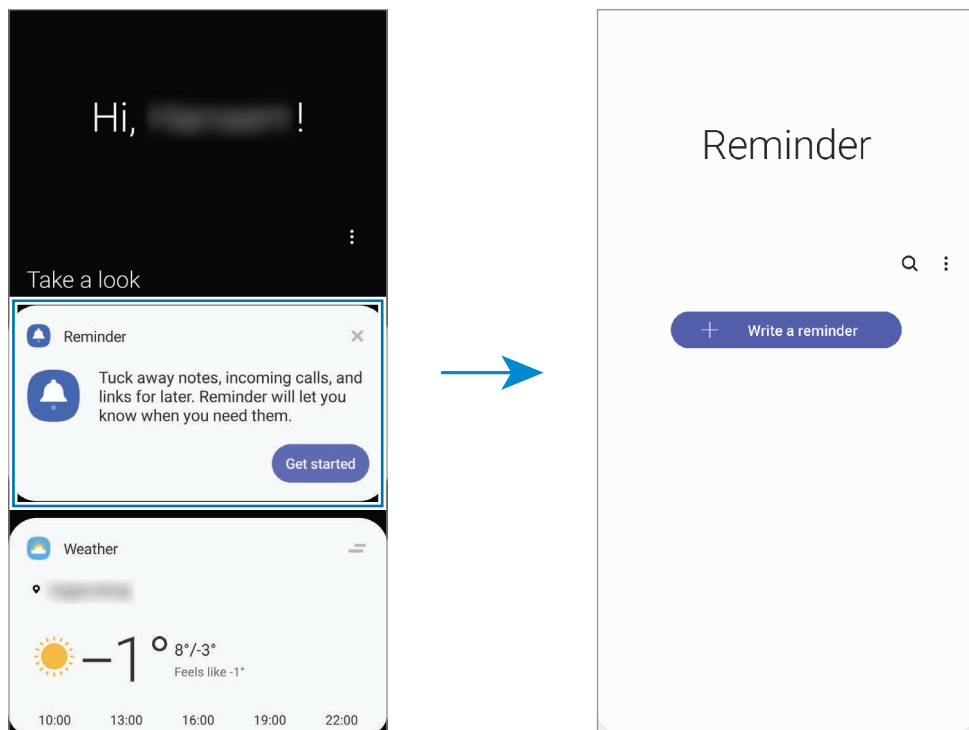 Hi, !
Take a look
Reminder
Tuck away notes, incoming calls, and
links for later. Reminder will let you
know when you need them.
Get started
Weather
−1°
8°/-3°
Feels like -1°
10:00 13:00 16:00 19:00 22:00
Reminder
Write a reminder